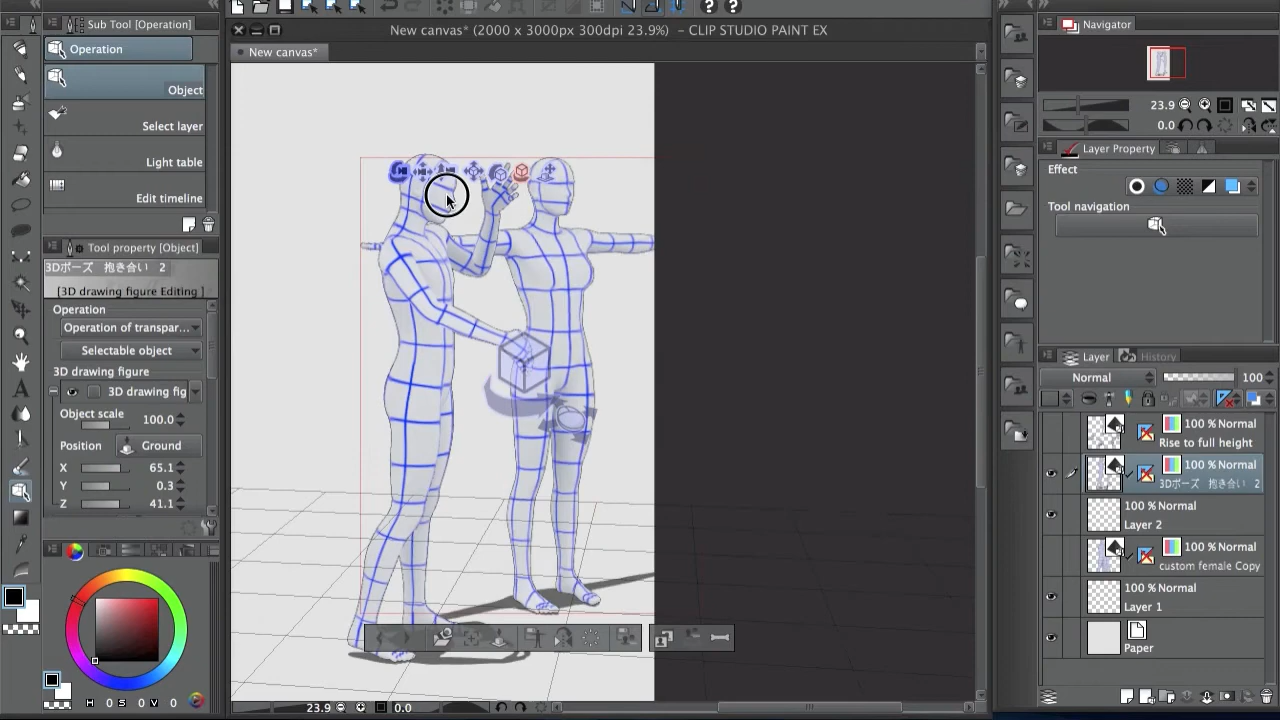 Sub Tool [Operation]
Operation
Object
Select layer
Light table
Edit timeline
Tool property [Object]
3Dポーズ 抱き合い 2
[3D drawing figure Editing ]
Operation
Operation of transpar...
Selectable object
3D drawing figure
3D drawing fig
Object scale
100.0
Position
Ground
X
65.1
Y
0.3
Z
41.1
H 0 S 0 V 0
New canvas* (2000 x 3000px 300dpi 23.9%) - CLIP STUDIO PAINT EX
New canvas*
23.9
0.0
Navigator
23.9
0.0
Layer Property
Effect
Tool navigation
Layer
History
Normal
100
100 % Normal
Rise to full height
100 % Normal
3Dポーズ 抱き合い 2
100 % Normal
Layer 2
100 % Normal
custom female Copy
100 % Normal
Layer 1
Paper